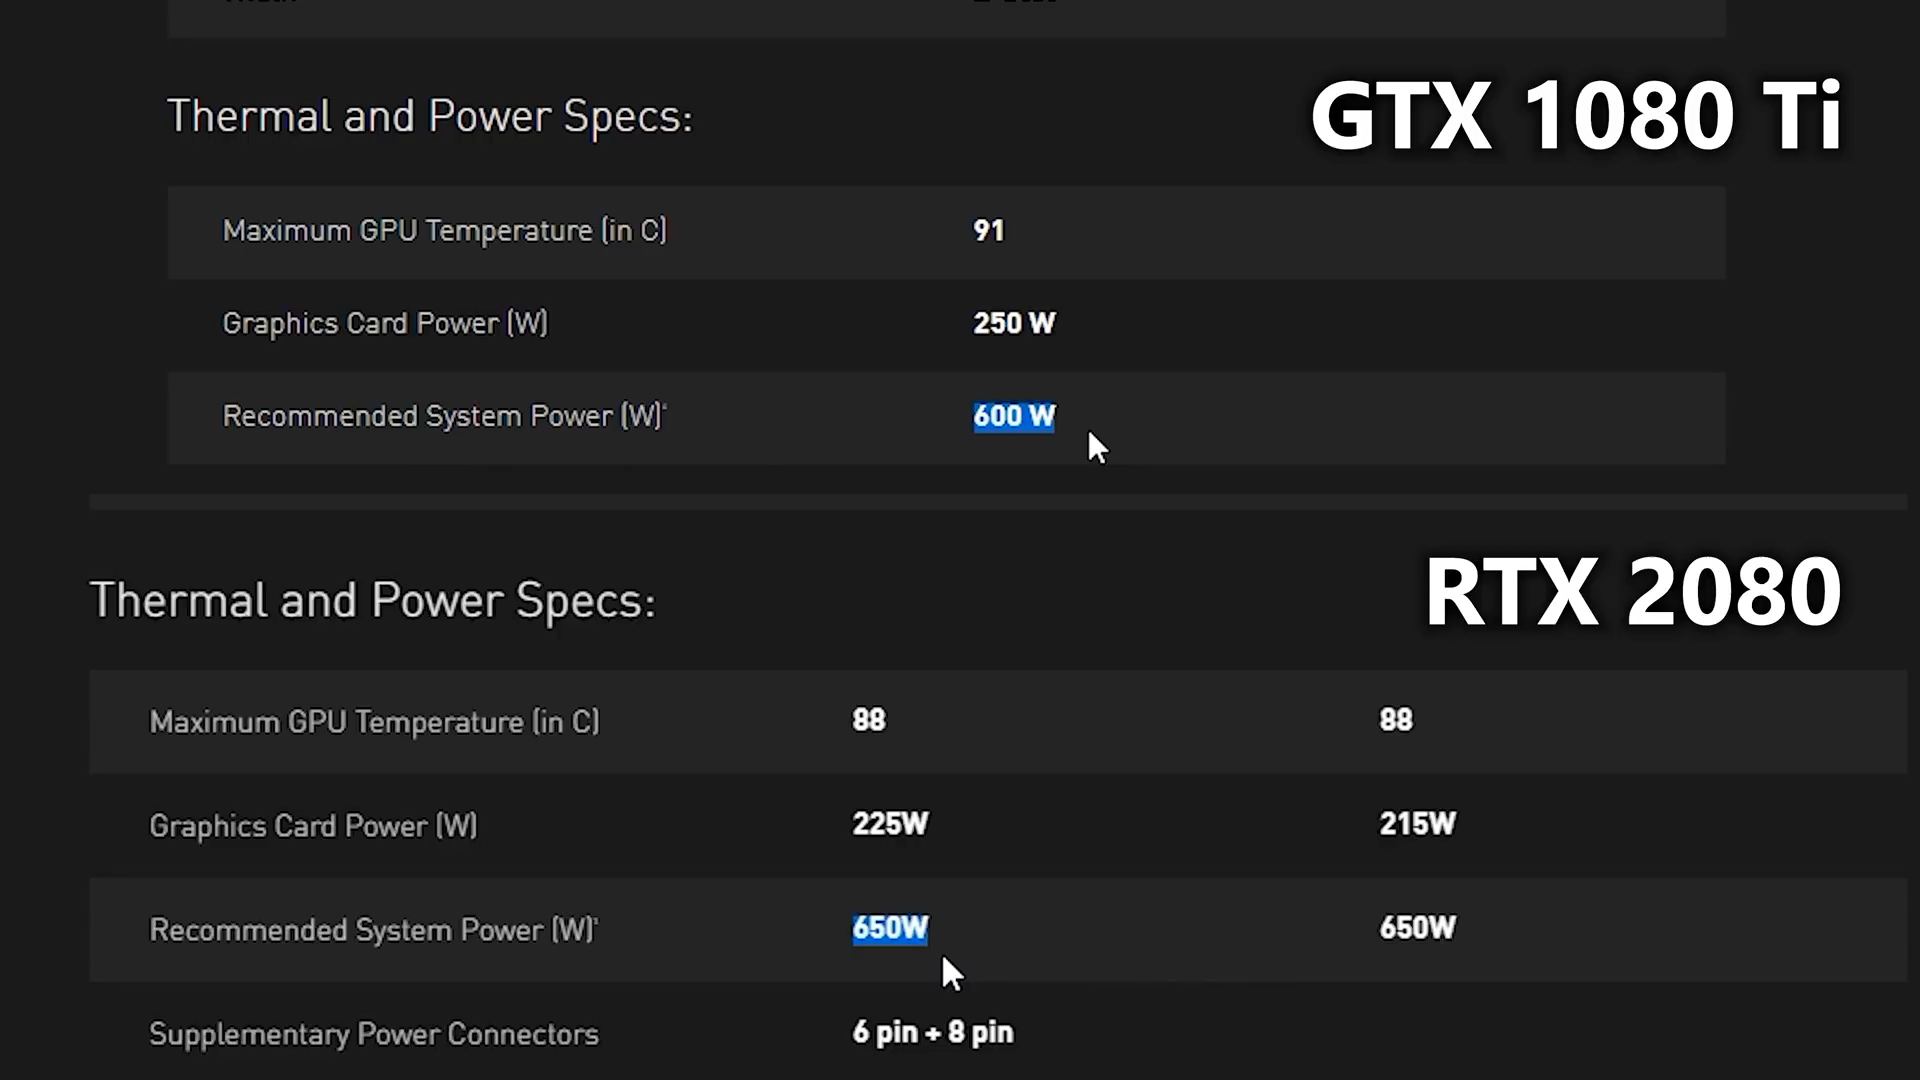 GTX 1080 Ti
Thermal and Power Specs:
Maximum GPU Temperature (in C) 91
Graphics Card Power (W) 250 W
Recommended System Power (W) 600 W
RTX 2080
Thermal and Power Specs:
Maximum GPU Temperature (in C) 88 88
Graphics Card Power (W) 225W 215W
Recommended System Power (W)¹ 650W 650W
Supplementary Power Connectors 6 pin + 8 pin